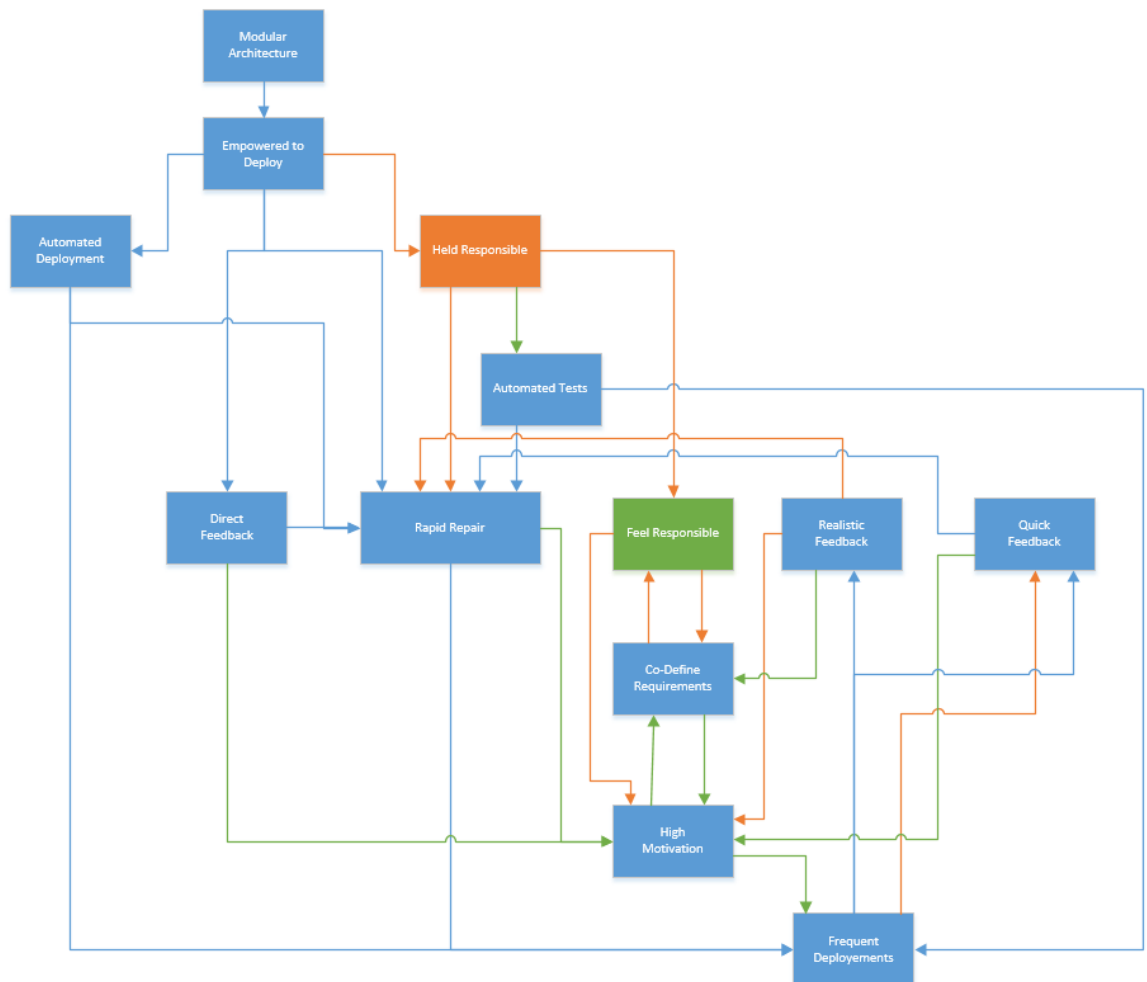 Modular
Architecture
Empowered to
Deploy
Automated
Deployment
Held Responsible
Automated Tests
Direct
Feedback
Rapid Repair
Feel Responsible
Realistic
Feedback
Quick
Feedback
Co-Define
Requirements
High
Motivation
Frequent
Deployements